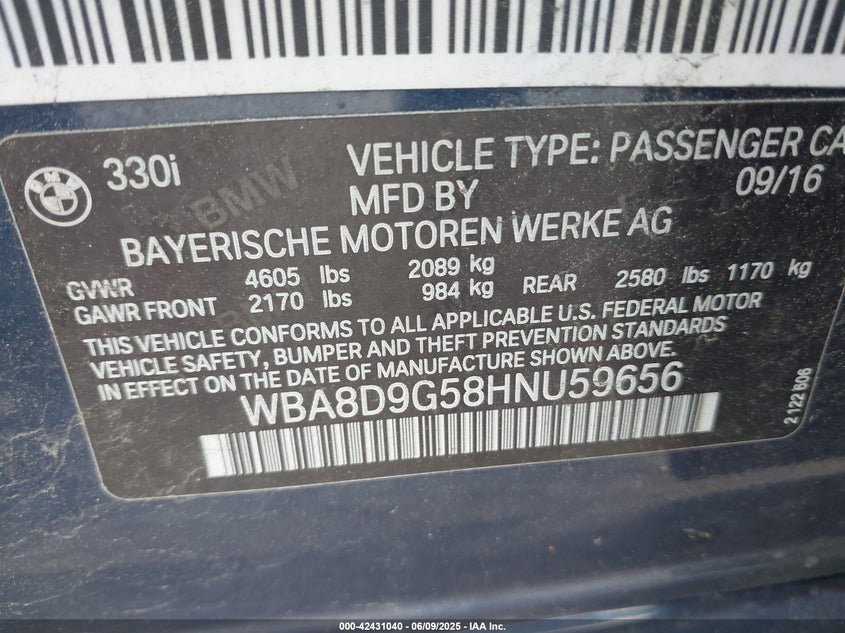 BMW
330i
VEHICLE TYPE: PASSENGER CA
BMW
MFD BY
09/16
BAYERISCHE MOTOREN WERKE AG
GVWR 4605 lbs 2089 kg
GAWR FRONT 2170 lbs 984 kg REAR 2580 lbs 1170 kg
THIS VEHICLE CONFORMS TO ALL APPLICABLE U.S. FEDERAL MOTOR
VEHICLE SAFETY, BUMPER AND THEFT PREVENTION STANDARDS
IN EFFECT ON THE DATE OF MANUFACTURE SHOWN ABOVE.
WBA8D9G58HNU59656
2 122 606
000-42431040 | 06/09/2025 | IAA Inc.